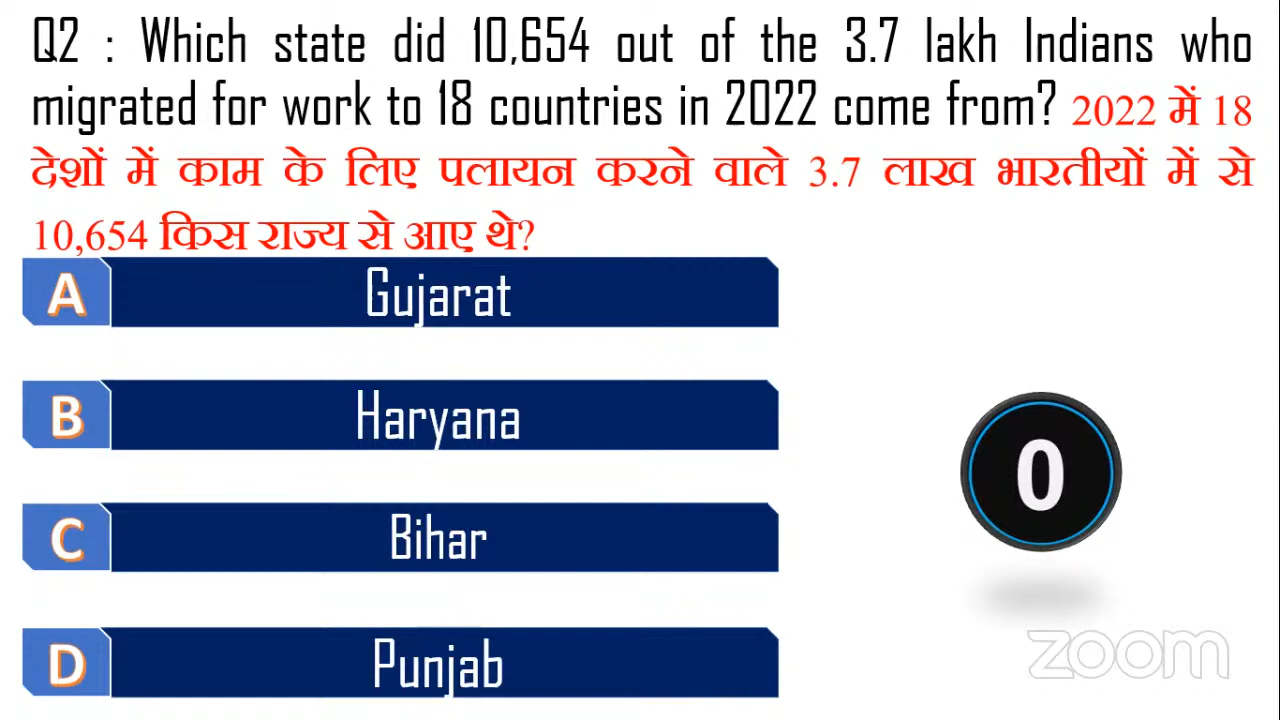 Q2 : Which state did 10,654 out of the 3.7 lakh Indians who
migrated for work to 18 countries in 2022 come from? 2022 में 18
देशों में काम के लिए पलायन करने वाले 3.7 लाख भारतीयों में से
10,654 किस राज्य से आए थे?
A Gujarat
B Haryana
0
C Bihar
D Punjab
zoom